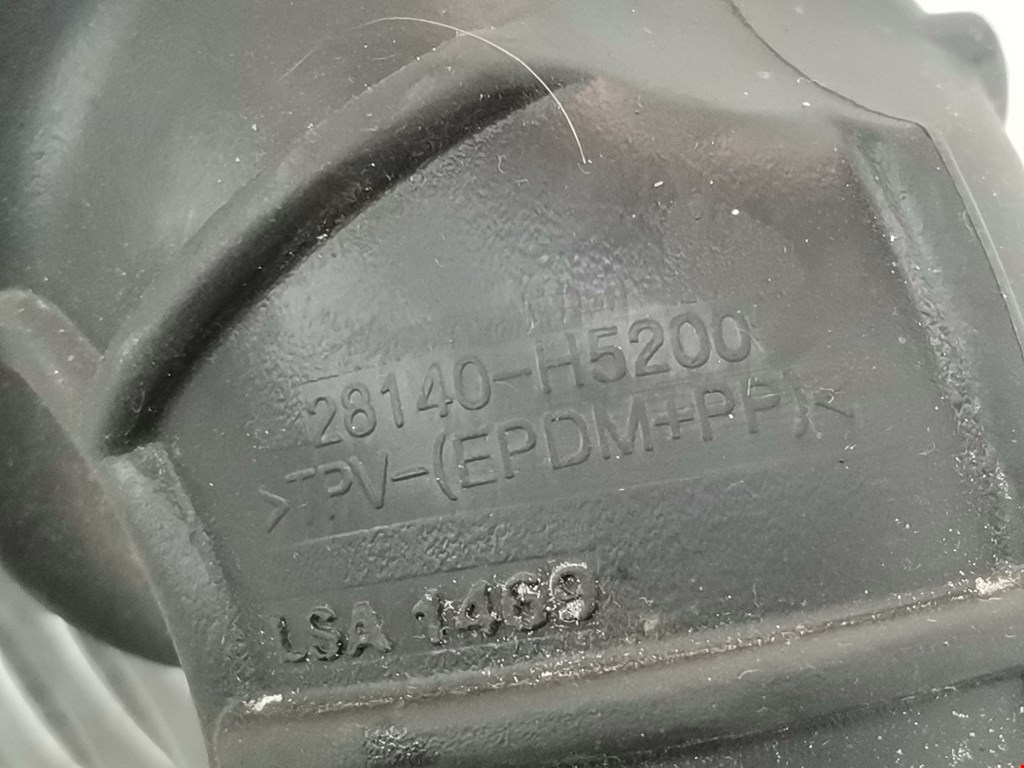 28140-H5200
>TPV-(EPDM+PP)<
LSA 1469